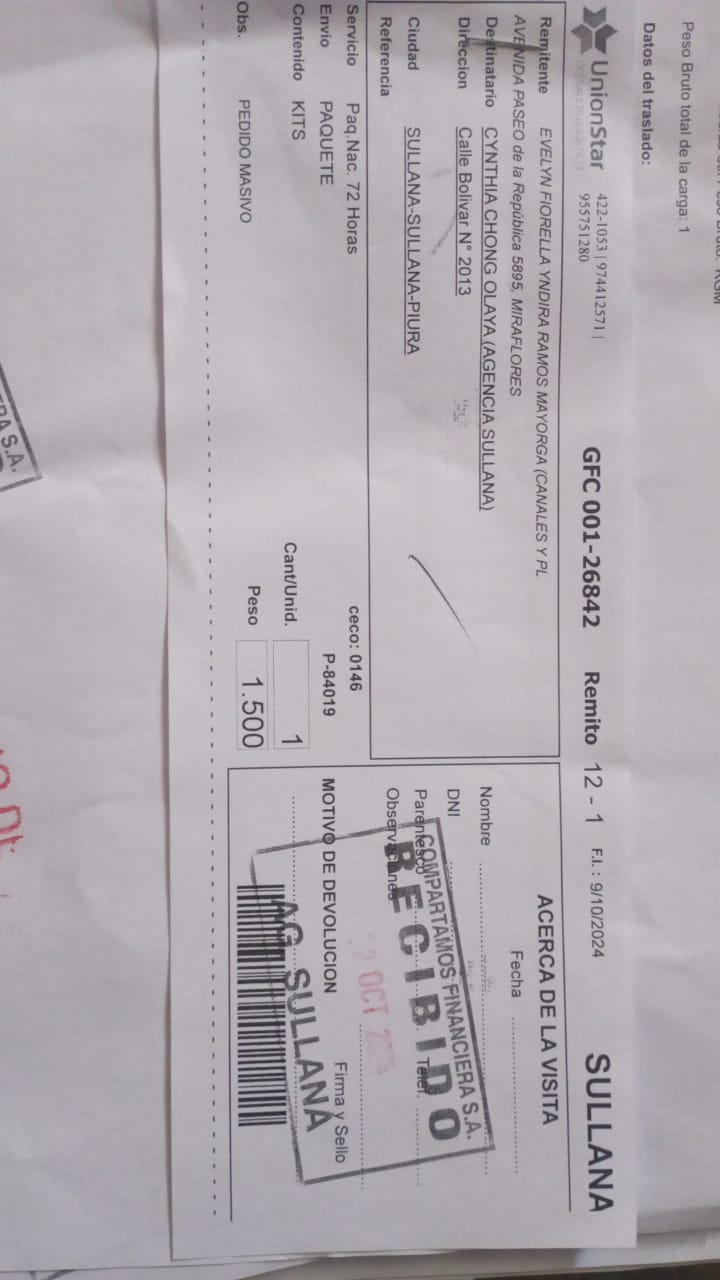 Peso Bruto total de la carga: 1
Datos del traslado:
UnionStar
422-1053 | 974412571 |
955751280
GFC 001-26842 Remito 12 - 1 F.I. : 9/10/2024 SULLANA
Remitente EVELYN FIORELLA YNDIRA RAMOS MAYORGA (CANALES Y PL
AVENIDA PASEO de la República 5895, MIRAFLORES
Destinatario CYNTHIA CHONG OLAYA (AGENCIA SULLANA)
Direccion Calle Bolivar N° 2013
Ciudad SULLANA-SULLANA-PIURA
Referencia
Servicio Paq.Nac. 72 Horas ceco: 0146
Envio PAQUETE P-84019
Contenido KITS Cant/Unid. 1
Obs. PEDIDO MASIVO Peso 1.500
ACERCA DE LA VISITA
Fecha
Nombre
DNI
Parentesco Telef.
Observaciones
MOTIVO DE DEVOLUCION Firma y Sello
COMPARTAMOS FINANCIERA S.A.
RECIBIDO
OCT
AG. SULLANA
S.A.